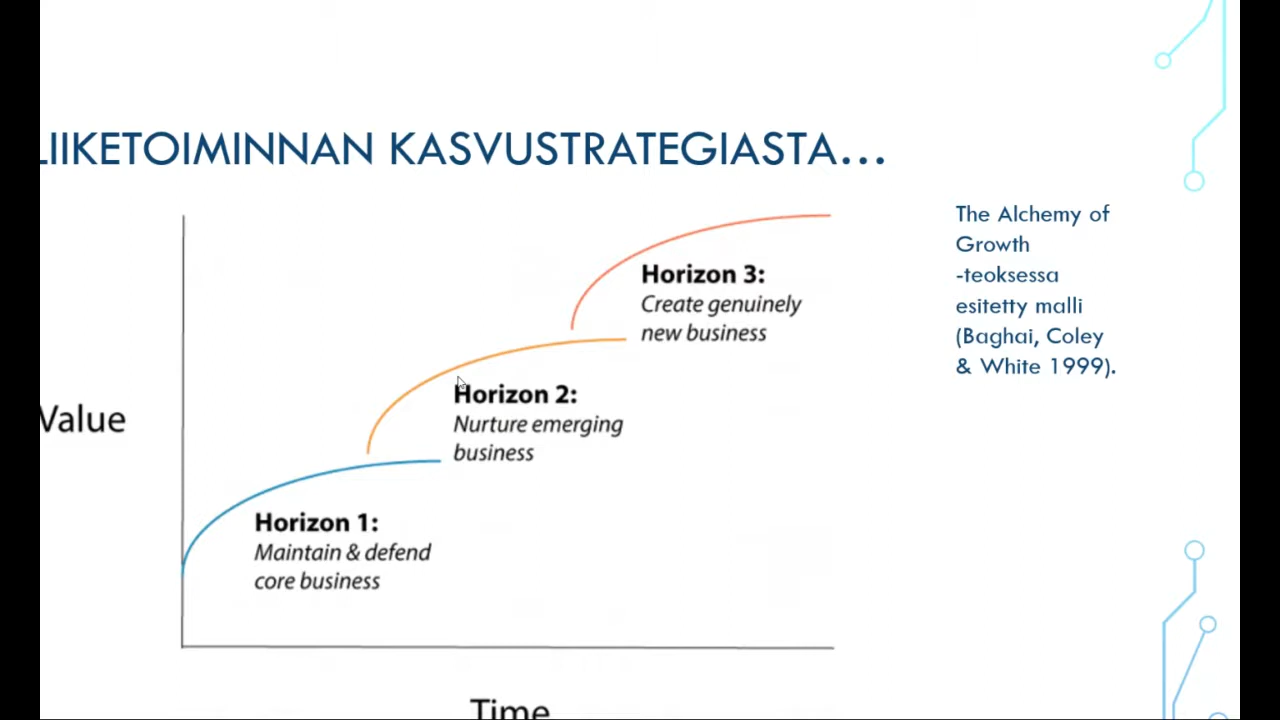 LIIKETOIMINNAN KASVUSTRATEGIASTA...
The Alchemy of
Growth
-teoksessa
esitetty malli
(Baghai, Coley
& White 1999).
Horizon 3:
Create genuinely
new business
Horizon 2:
Nurture emerging
business
Value
Horizon 1:
Maintain & defend
core business
Time